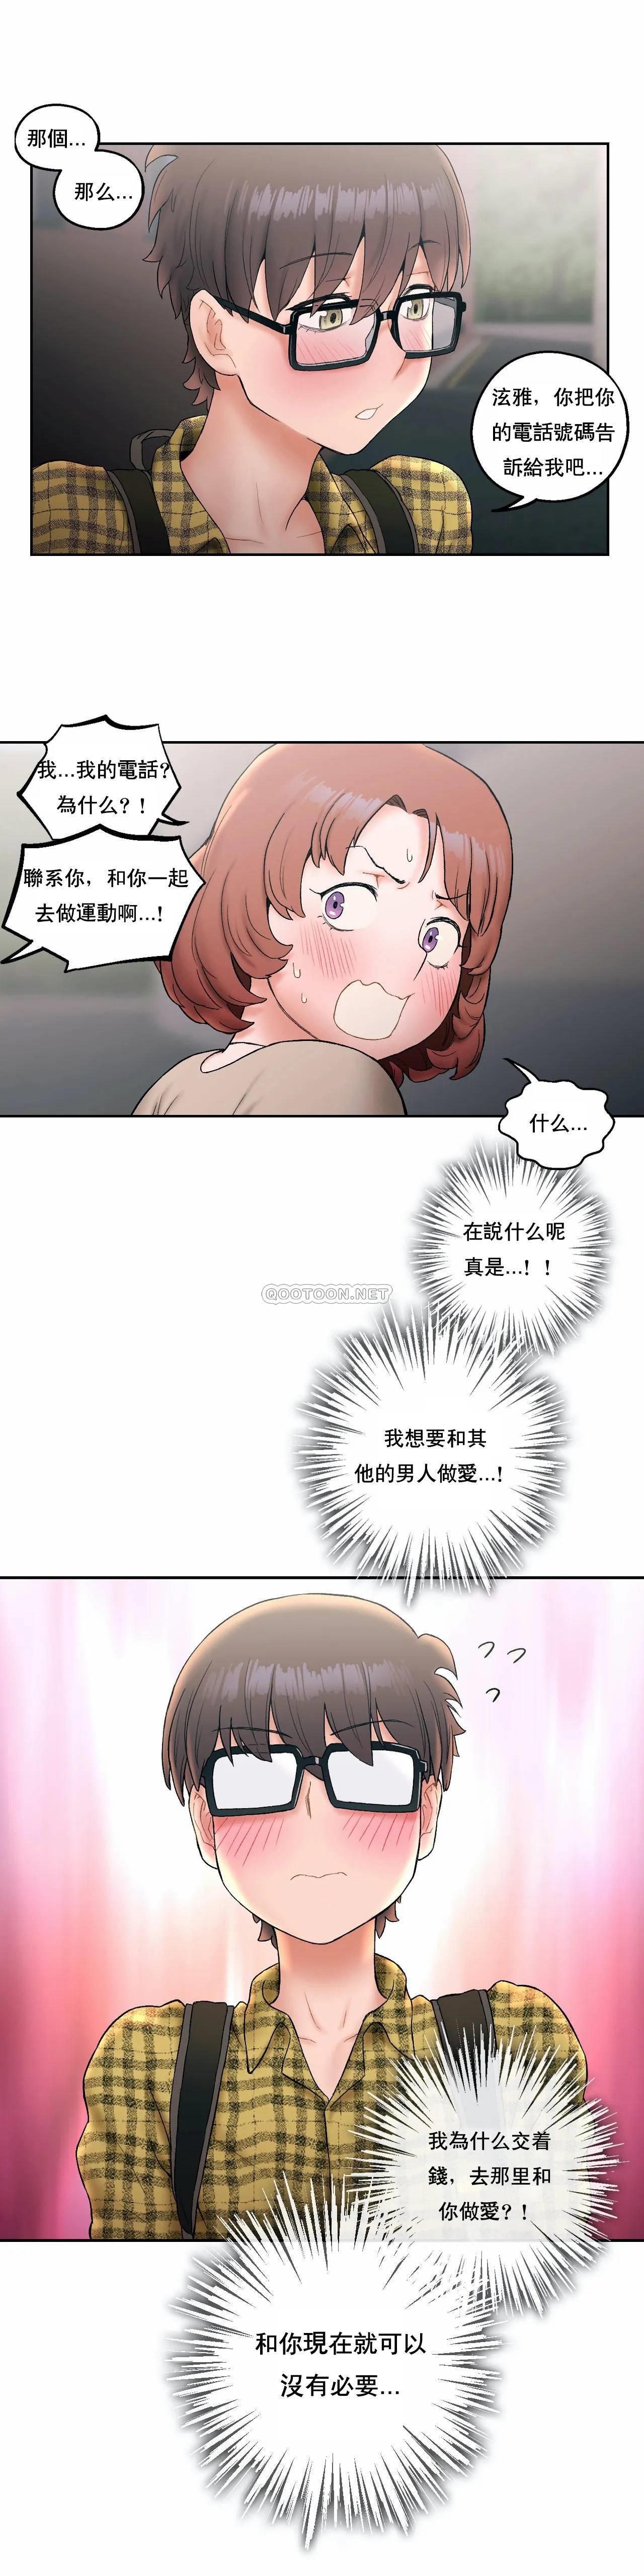 那個...
那么...
泫雅，你把你
的電話號碼告
訴給我吧...
我...我的電話？
為什么？！
聯系你，和你一起
去做運動啊...！
什么...
在說什么呢
真是...！！
QOOTOON.NET
我想要和其
他的男人做愛...！
我為什么交着
錢，去那里和
你做愛？！
和你現在就可以
沒有必要...